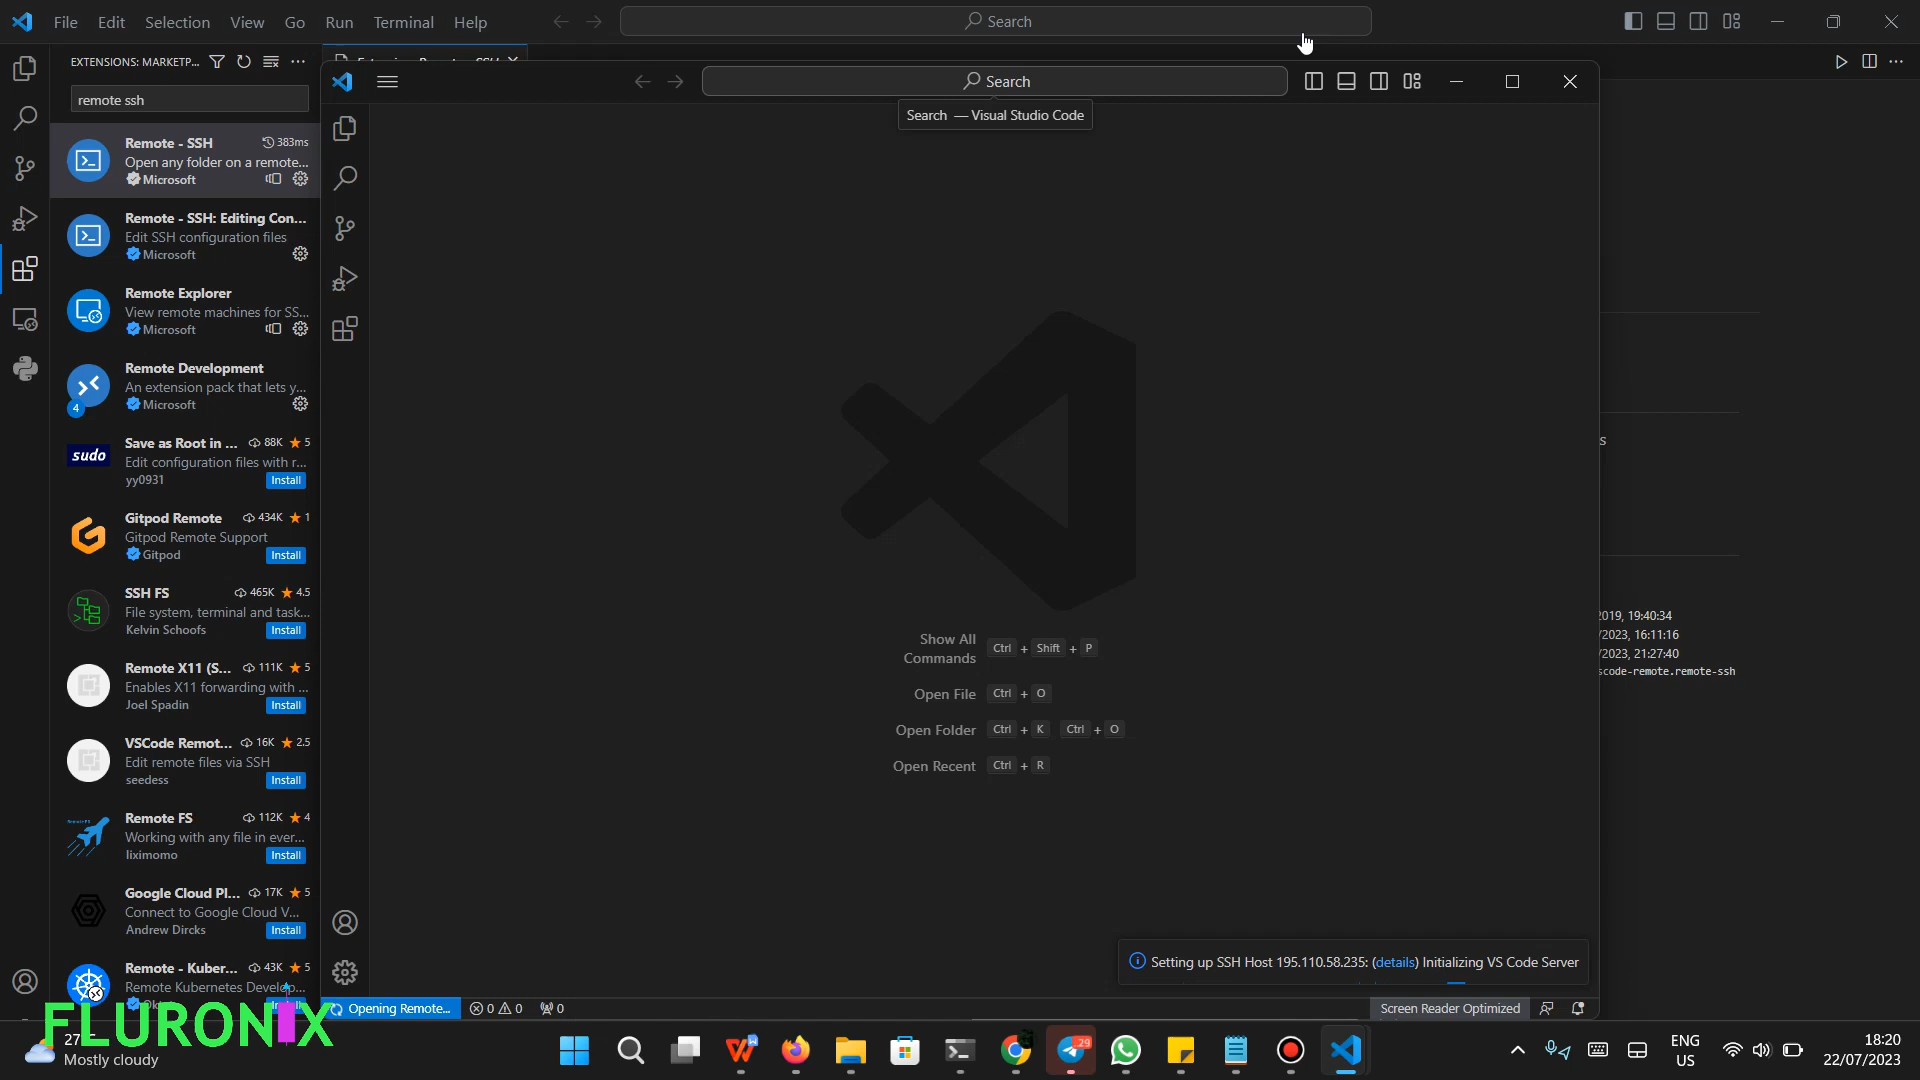 File Edit Selection View Go Run Terminal Help
Search
EXTENSIONS: MARKETP...
Search
remote ssh
Search — Visual Studio Code
Remote - SSH 383ms
Open any folder on a remote...
Microsoft
Remote - SSH: Editing Con...
Edit SSH configuration files
Microsoft
Remote Explorer
View remote machines for SS...
Microsoft
Remote Development
An extension pack that lets y...
4 Microsoft
sudo
Save as Root in ... 88K 5
Edit configuration files with r...
yy0931 Install
Gitpod Remote 434K 1
Gitpod Remote Support
Gitpod Install
SSH FS 465K 4.5
File system, terminal and task...
Kelvin Schoofs Install
Remote X11 (S... 111K 5
Enables X11 forwarding with ...
Joel Spadin Install
VSCode Remot... 16K 2.5
Edit remote files via SSH
seedess Install
Remote FS 112K 4
Working with any file in ever...
liximomo Install
Google Cloud Pl... 17K 5
Connect to Google Cloud V...
Andrew Dircks Install
Remote - Kuber... 43K 5
Remote Kubernetes Develop...
Show All Commands Ctrl + Shift + P
Open File Ctrl + O
Open Folder Ctrl + K Ctrl + O
Open Recent Ctrl + R
s
2019, 19:40:34
/2023, 16:11:16
/2023, 21:27:40
scode-remote.remote-ssh
Setting up SSH Host 195.110.58.235: (details) Initializing VS Code Server
Opening Remote... 0 0 0
Screen Reader Optimized
FLURONIX
Mostly cloudy
29
ENG
US
18:20
22/07/2023